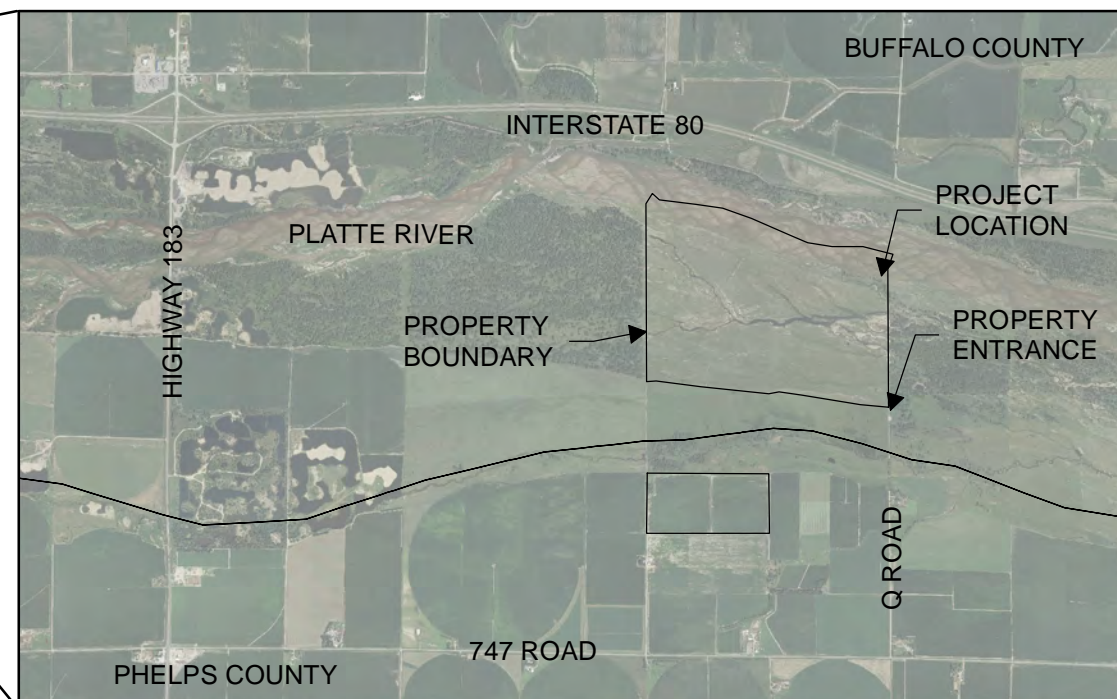 BUFFALO COUNTY
INTERSTATE 80
PROJECT
LOCATION
PLATTE RIVER
HIGHWAY 183
PROPERTY
BOUNDARY
PROPERTY
ENTRANCE
Q ROAD
747 ROAD
PHELPS COUNTY